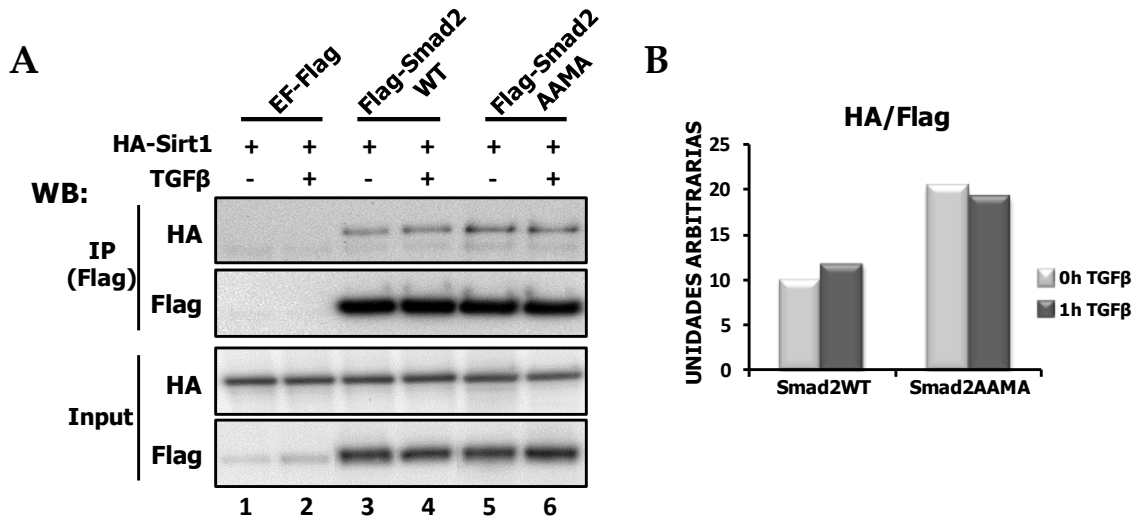 A
EF-Flag
Flag-Smad2
WT
Flag-Smad2
AAMA
HA-Sirt1 + + + + + +
TGFβ - + - + - +
WB:
IP
(Flag)
HA
Flag
Input
HA
Flag
1 2 3 4 5 6
B
HA/Flag
UNIDADES ARBITRARIAS
25
20
15
10
5
0
Smad2WT Smad2AAMA
0h TGFβ
1h TGFβ